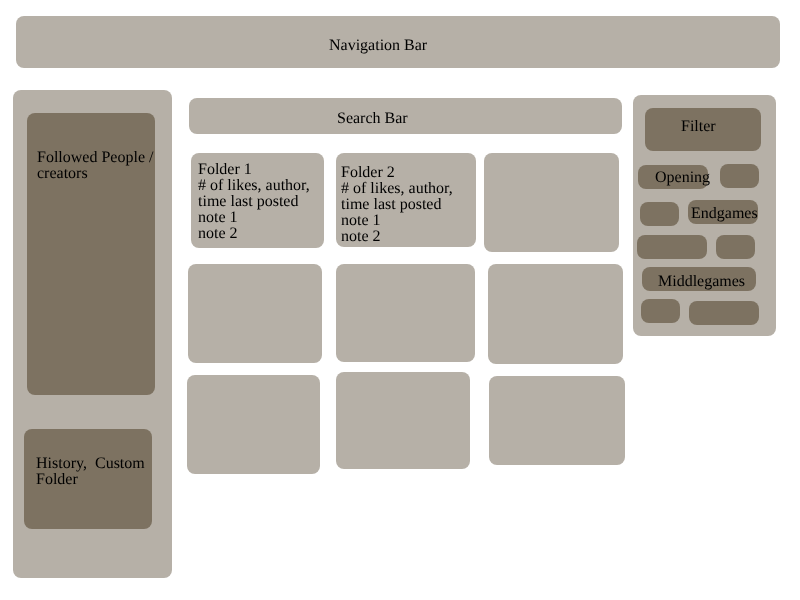 Navigation Bar
Followed People /
creators
History,  Custom
Folder
Search Bar
Folder 1
# of likes, author,
time last posted
note 1
note 2
Folder 2
# of likes, author,
time last posted
note 1
note 2
Filter
Opening
Endgames
Middlegames